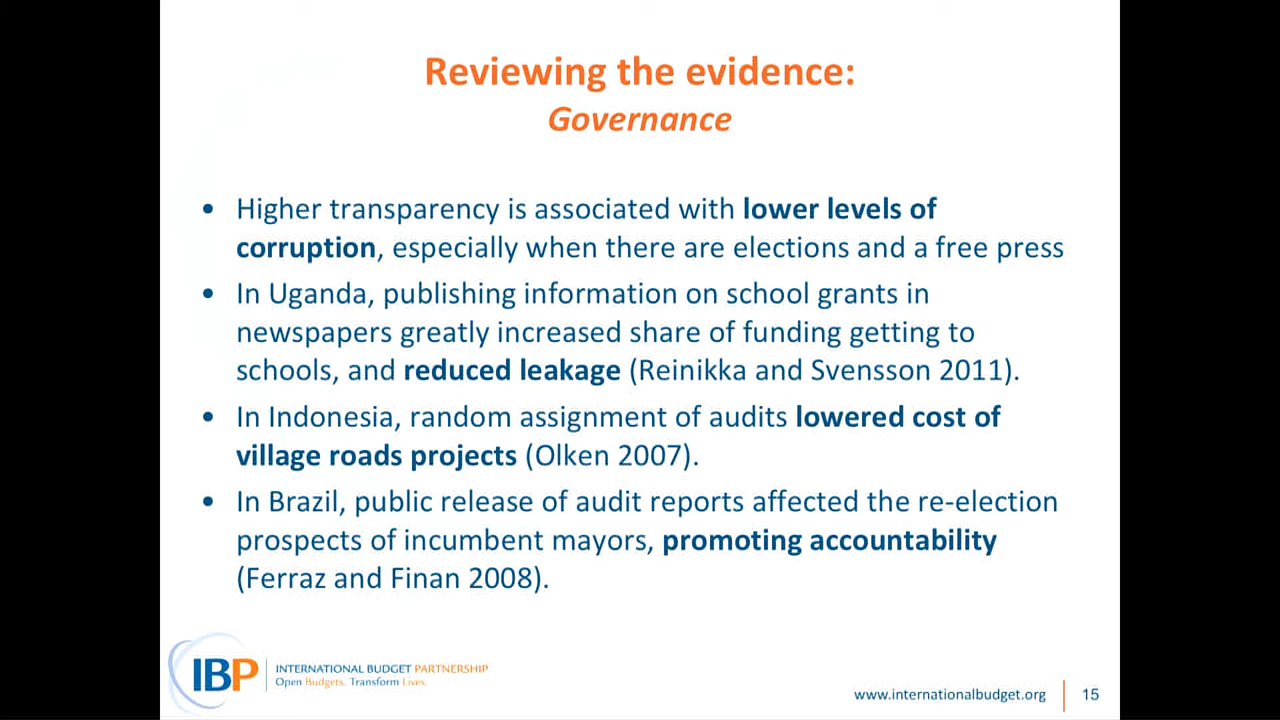 Reviewing the evidence:
Governance
• Higher transparency is associated with lower levels of
corruption, especially when there are elections and a free press
• In Uganda, publishing information on school grants in
newspapers greatly increased share of funding getting to
schools, and reduced leakage (Reinikka and Svensson 2011).
• In Indonesia, random assignment of audits lowered cost of
village roads projects (Olken 2007).
• In Brazil, public release of audit reports affected the re-election
prospects of incumbent mayors, promoting accountability
(Ferraz and Finan 2008).
IBP
INTERNATIONAL BUDGET PARTNERSHIP
Open Budgets. Transform Lives.
www.internationalbudget.org
15